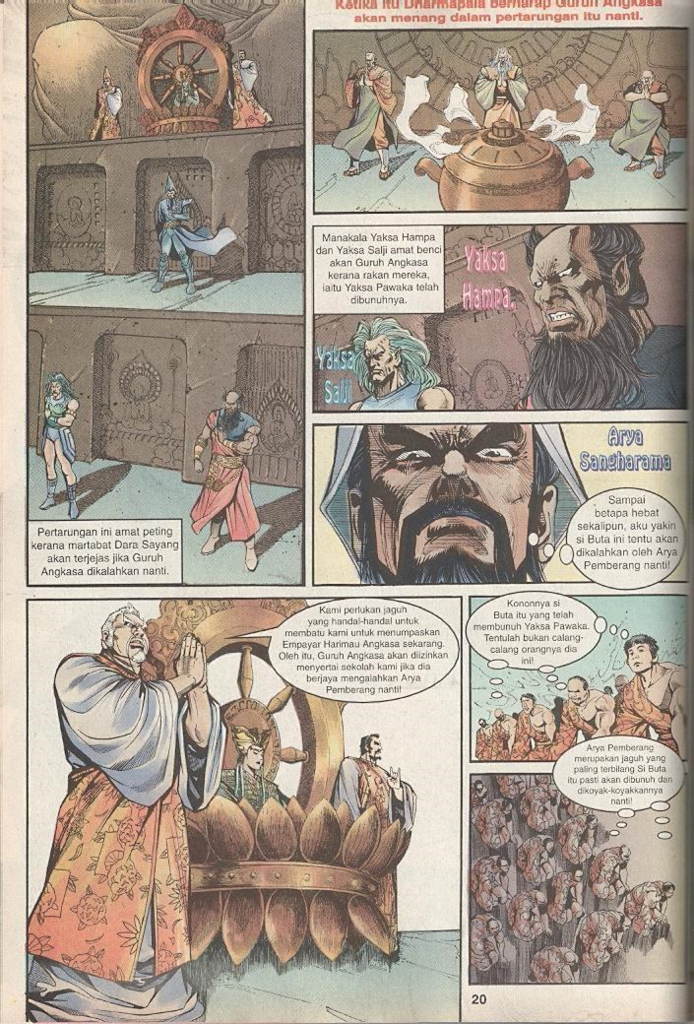 Ketika itu Dharmapala berharap Guruh Angkasa
akan menang dalam pertarungan itu nanti.
Pertarungan ini amat peting
kerana martabat Dara Sayang
akan terjejas jika Guruh
Angkasa dikalahkan nanti.
Manakala Yaksa Hampa
dan Yaksa Salji amat benci
akan Guruh Angkasa
kerana rakan mereka,
iaitu Yaksa Pawaka telah
dibunuhnya.
Yaksa
Hampa.
Yaksa
Salji
Arya
Sangharama
Sampai
betapa hebat
sekalipun, aku yakin
si Buta ini tentu akan
dikalahkan oleh Arya
Pemberang nanti!
Kami perlukan jaguh
yang handal-handal untuk
membatu kami untuk menumpaskan
Empayar Harimau Angkasa sekarang.
Oleh itu, Guruh Angkasa akan diizinkan
menyertai sekolah kami jika dia
berjaya mengalahkan Arya
Pemberang nanti!
Kononnya si
Buta itu yang telah
membunuh Yaksa Pawaka.
Tentulah bukan calang-
calang orangnya dia
ini!
Arya Pemberang
merupakan jaguh yang
paling terbilang Si Buta
itu pasti akan dibunuh dan
dikoyak-koyakkannya
nanti!
20